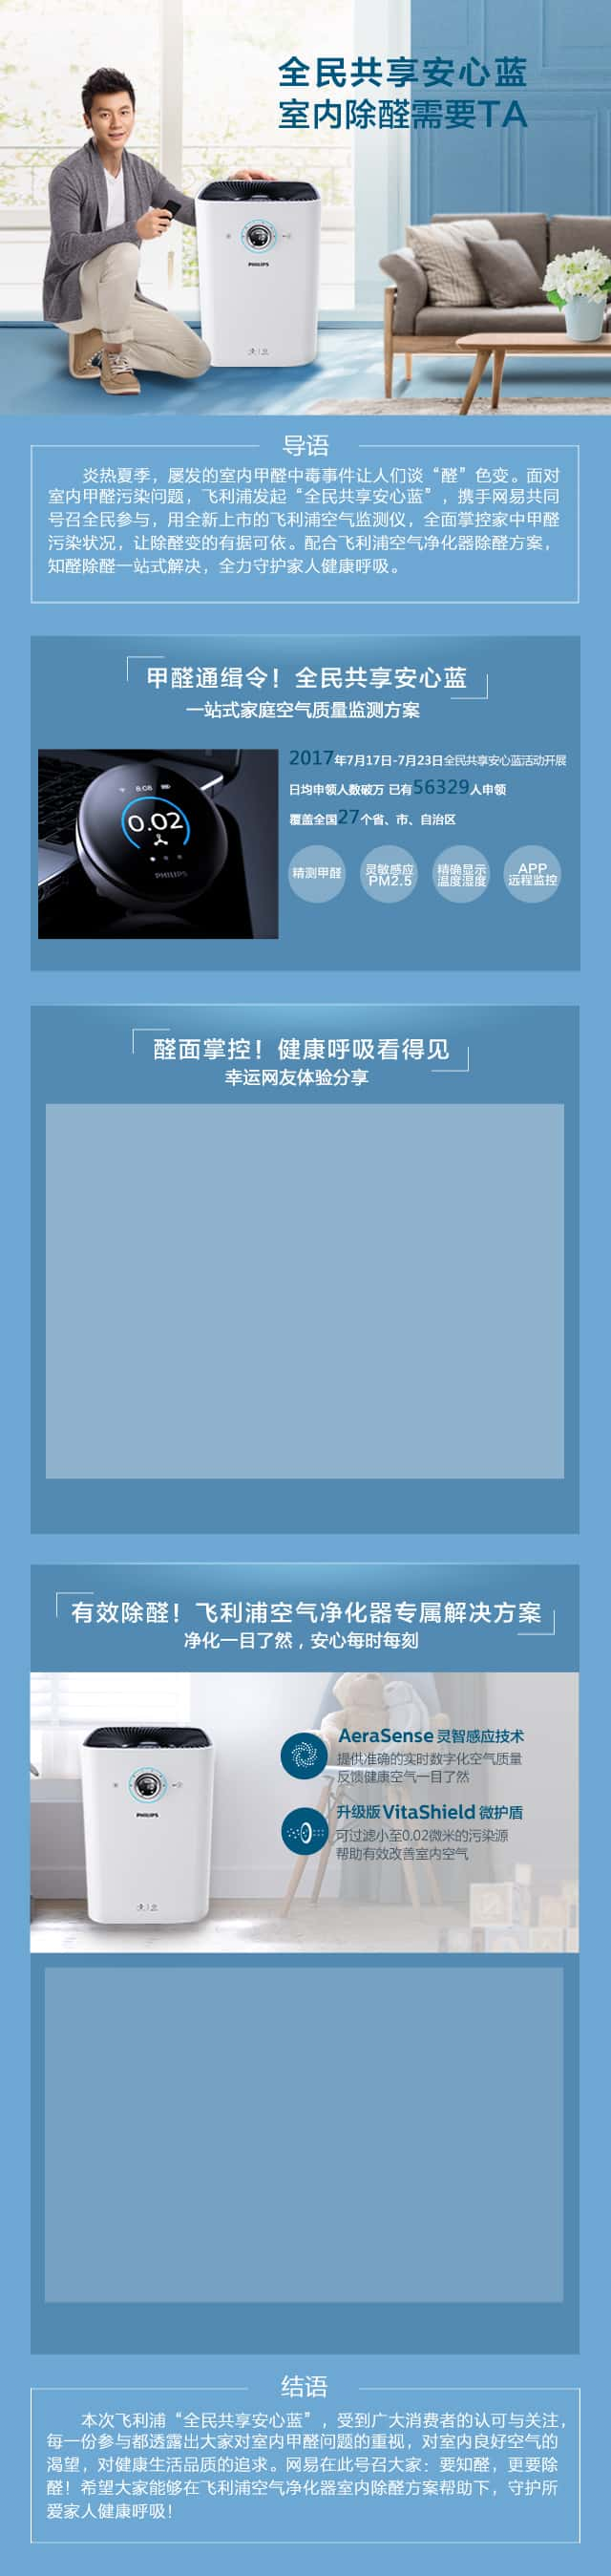 全民共享安心蓝
室内除醛需要TA
PHILIPS
导语
炎热夏季，屡发的室内甲醛中毒事件让人们谈“醛”色变。面对
室内甲醛污染问题，飞利浦发起“全民共享安心蓝”，携手网易共同
号召全民参与，用全新上市的飞利浦空气监测仪，全面掌控家中甲醛
污染状况，让除醛变的有据可依。配合飞利浦空气净化器除醛方案，
知醛除醛一站式解决，全力守护家人健康呼吸。
甲醛通缉令！全民共享安心蓝
一站式家庭空气质量监测方案
8:08
0.02
PHILIPS
2017年7月17日-7月23日全民共享安心蓝活动开展
日均申领人数破万 已有56329人申领
覆盖全国27个省、市、自治区
精测甲醛
灵敏感应
PM2.5
精确显示
温度湿度
APP
远程监控
醛面掌控！健康呼吸看得见
幸运网友体验分享
有效除醛！飞利浦空气净化器专属解决方案
净化一目了然，安心每时每刻
PHILIPS
AeraSense 灵智感应技术
提供准确的实时数字化空气质量
反馈健康空气一目了然
升级版 VitaShield 微护盾
可过滤小至0.02微米的污染源
帮助有效改善室内空气
结语
本次飞利浦“全民共享安心蓝”，受到广大消费者的认可与关注，
每一份参与都透露出大家对室内甲醛问题的重视，对室内良好空气的
渴望，对健康生活品质的追求。网易在此号召大家：要知醛，更要除
醛！希望大家能够在飞利浦空气净化器室内除醛方案帮助下，守护所
爱家人健康呼吸！